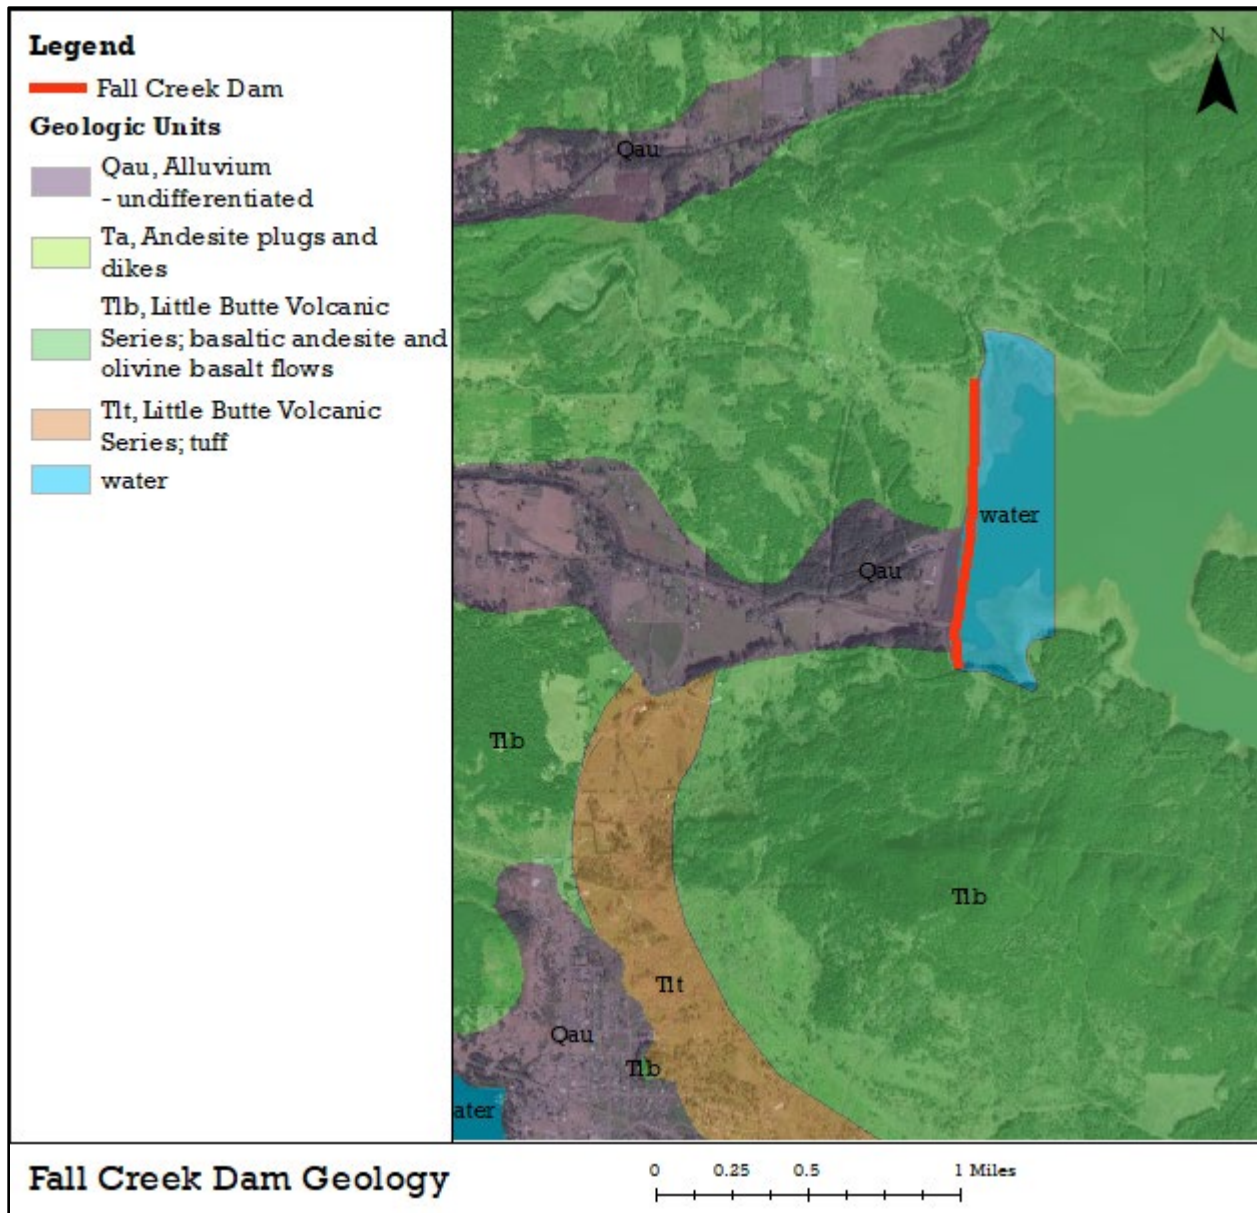 Legend
Fall Creek Dam
Geologic Units
Qau, Alluvium
- undifferentiated
Ta, Andesite plugs and
dikes
Tlb, Little Butte Volcanic
Series; basaltic andesite and
olivine basalt flows
Tlt, Little Butte Volcanic
Series; tuff
water
N
Qau
water
Qau
Tlb
Tlb
Tlt
Qau
Tlb
ater
Fall Creek Dam Geology
0 0.25 0.5 1 Miles